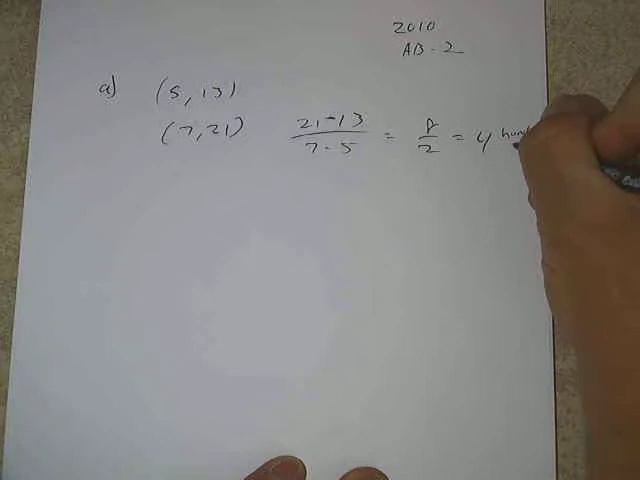 2010
AB-2
a) (5, 13)
(7, 21) 21-13/7-5 = 8/2 = 4